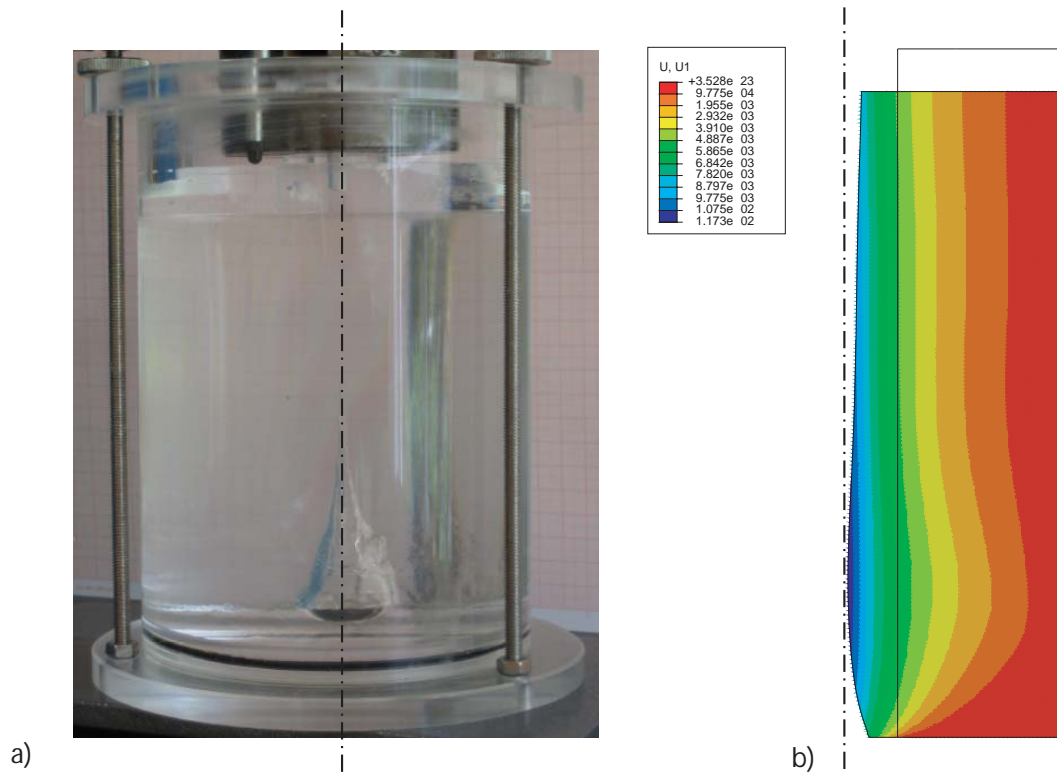 U, U1
+3.528e 23
9.775e 04
1.955e 03
2.932e 03
3.910e 03
4.887e 03
5.865e 03
6.842e 03
7.820e 03
8.797e 03
9.775e 03
1.075e 02
1.173e 02
a)
b)